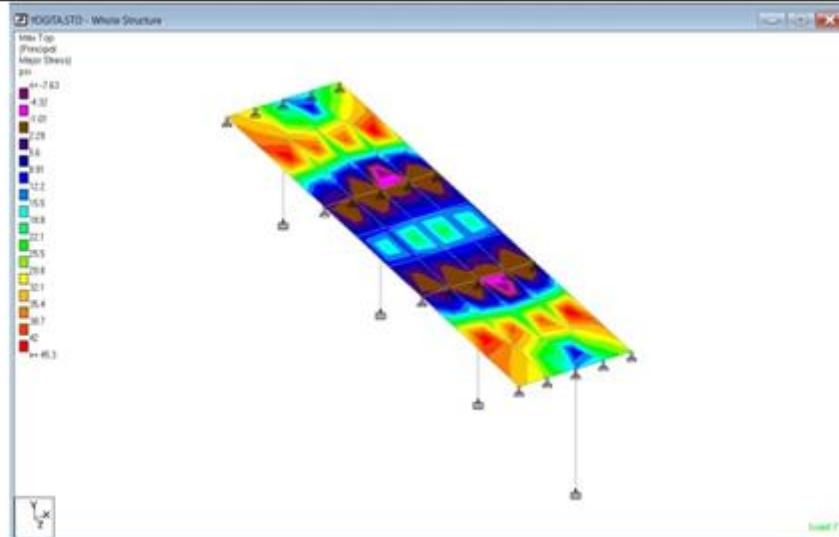 YOGITA.STD - Whole Structure
Max Top
(Principal
Major Stress)
psi
<= -7.63
-4.32
-1.01
2.29
5.6
8.91
12.2
15.5
18.8
22.1
25.5
28.8
32.1
35.4
38.7
42
>= 45.3
Y
X
Z